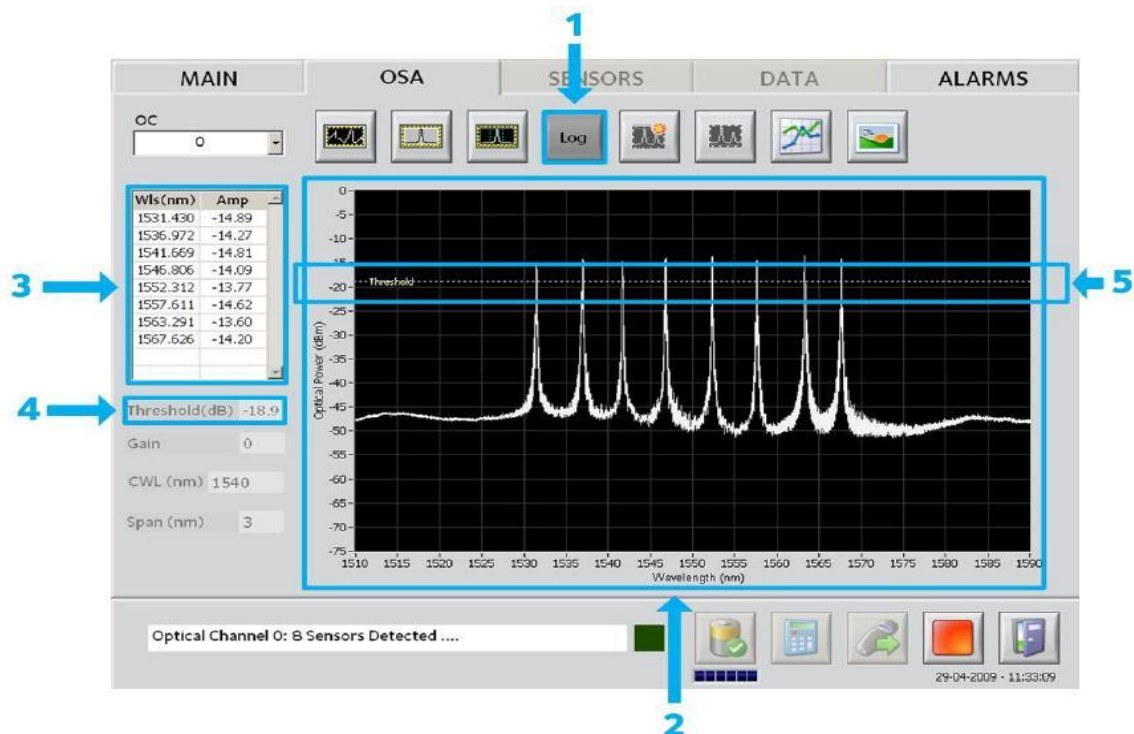 1
MAIN OSA SENSORS DATA ALARMS
OC
0
Log
Wls(nm) Amp
1531.430 -14.89
1536.972 -14.27
1541.669 -14.81
1546.806 -14.09
1552.312 -13.77
1557.611 -14.62
1563.291 -13.60
1567.626 -14.20
3
4
Threshold(dB) -18.9
Gain 0
CWL (nm) 1540
Span (nm) 3
0
-5
-10
-15
-20
-25
-30
-35
-40
-45
-50
-55
-60
-65
-70
-75
Optical Power (dBm)
Threshold
5
1510 1515 1520 1525 1530 1535 1540 1545 1550 1555 1560 1565 1570 1575 1580 1585 1590
Wavelength (nm)
Optical Channel 0: 8 Sensors Detected ....
29-04-2009 - 11:33:09
2